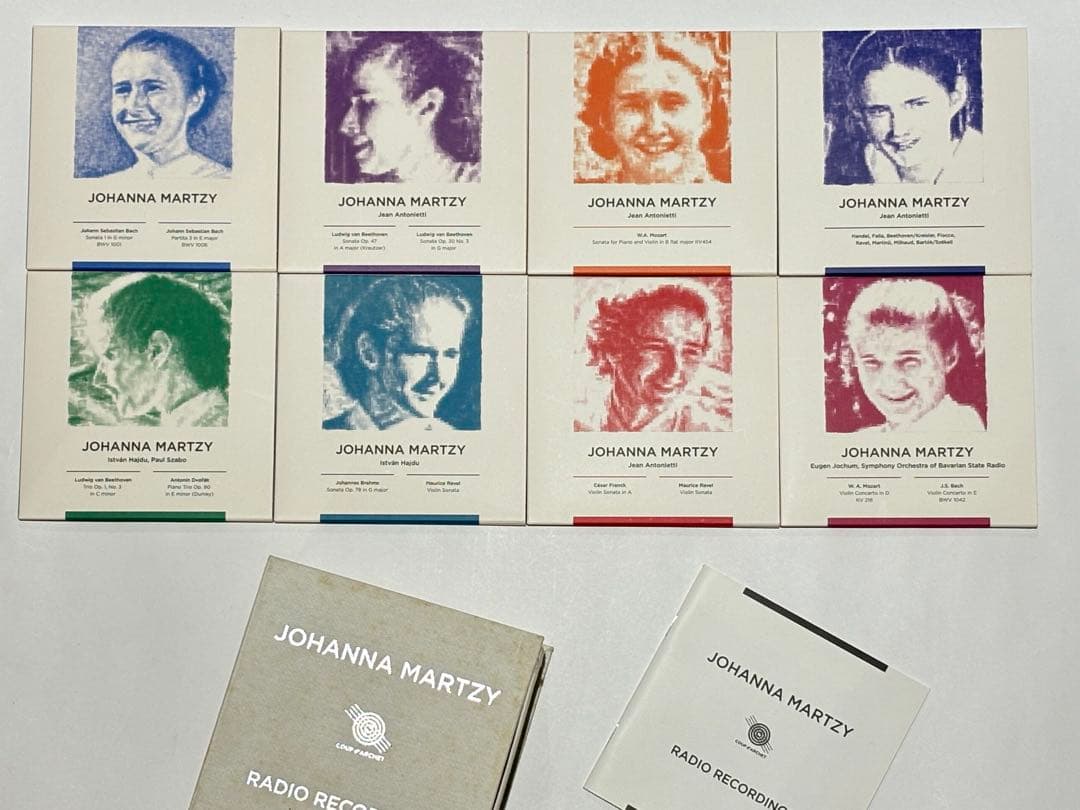 JOHANNA MARTZY
Johann Sebastian Bach
Sonata 1 in G minor
BWV 1001
Johann Sebastian Bach
Partita 3 in E major
BWV 1006
JOHANNA MARTZY
Jean Antonietti
Ludwig van Beethoven
Sonata Op. 47
in A major (Kreutzer)
Ludwig van Beethoven
Sonata Op. 30 No. 3
in G major
JOHANNA MARTZY
Jean Antonietti
W.A. Mozart
Sonata for Piano and Violin in B flat major KV454
JOHANNA MARTZY
Jean Antonietti
Handel, Falla, Beethoven/Kreisler, Fiocco,
Ravel, Martinů, Milhaud, Bartók/Székely
JOHANNA MARTZY
István Hajdu, Paul Szabo
Ludwig van Beethoven
Trio Op. 1, No. 3
in C minor
Antonín Dvořák
Piano Trio Op. 90
in E minor (Dumky)
JOHANNA MARTZY
István Hajdu
Johannes Brahms
Sonata Op. 78 in G major
Maurice Ravel
Violin Sonata
JOHANNA MARTZY
Jean Antonietti
César Franck
Violin Sonata in A
Maurice Ravel
Violin Sonata
JOHANNA MARTZY
Eugen Jochum, Symphony Orchestra of Bavarian State Radio
W. A. Mozart
Violin Concerto in D
KV 218
J.S. Bach
Violin Concerto in E
BWV 1042
JOHANNA MARTZY
LOUP D'ARCHET
RADIO RECO
JOHANNA MARTZY
LOUP D'ARCHET
RADIO RECORDING